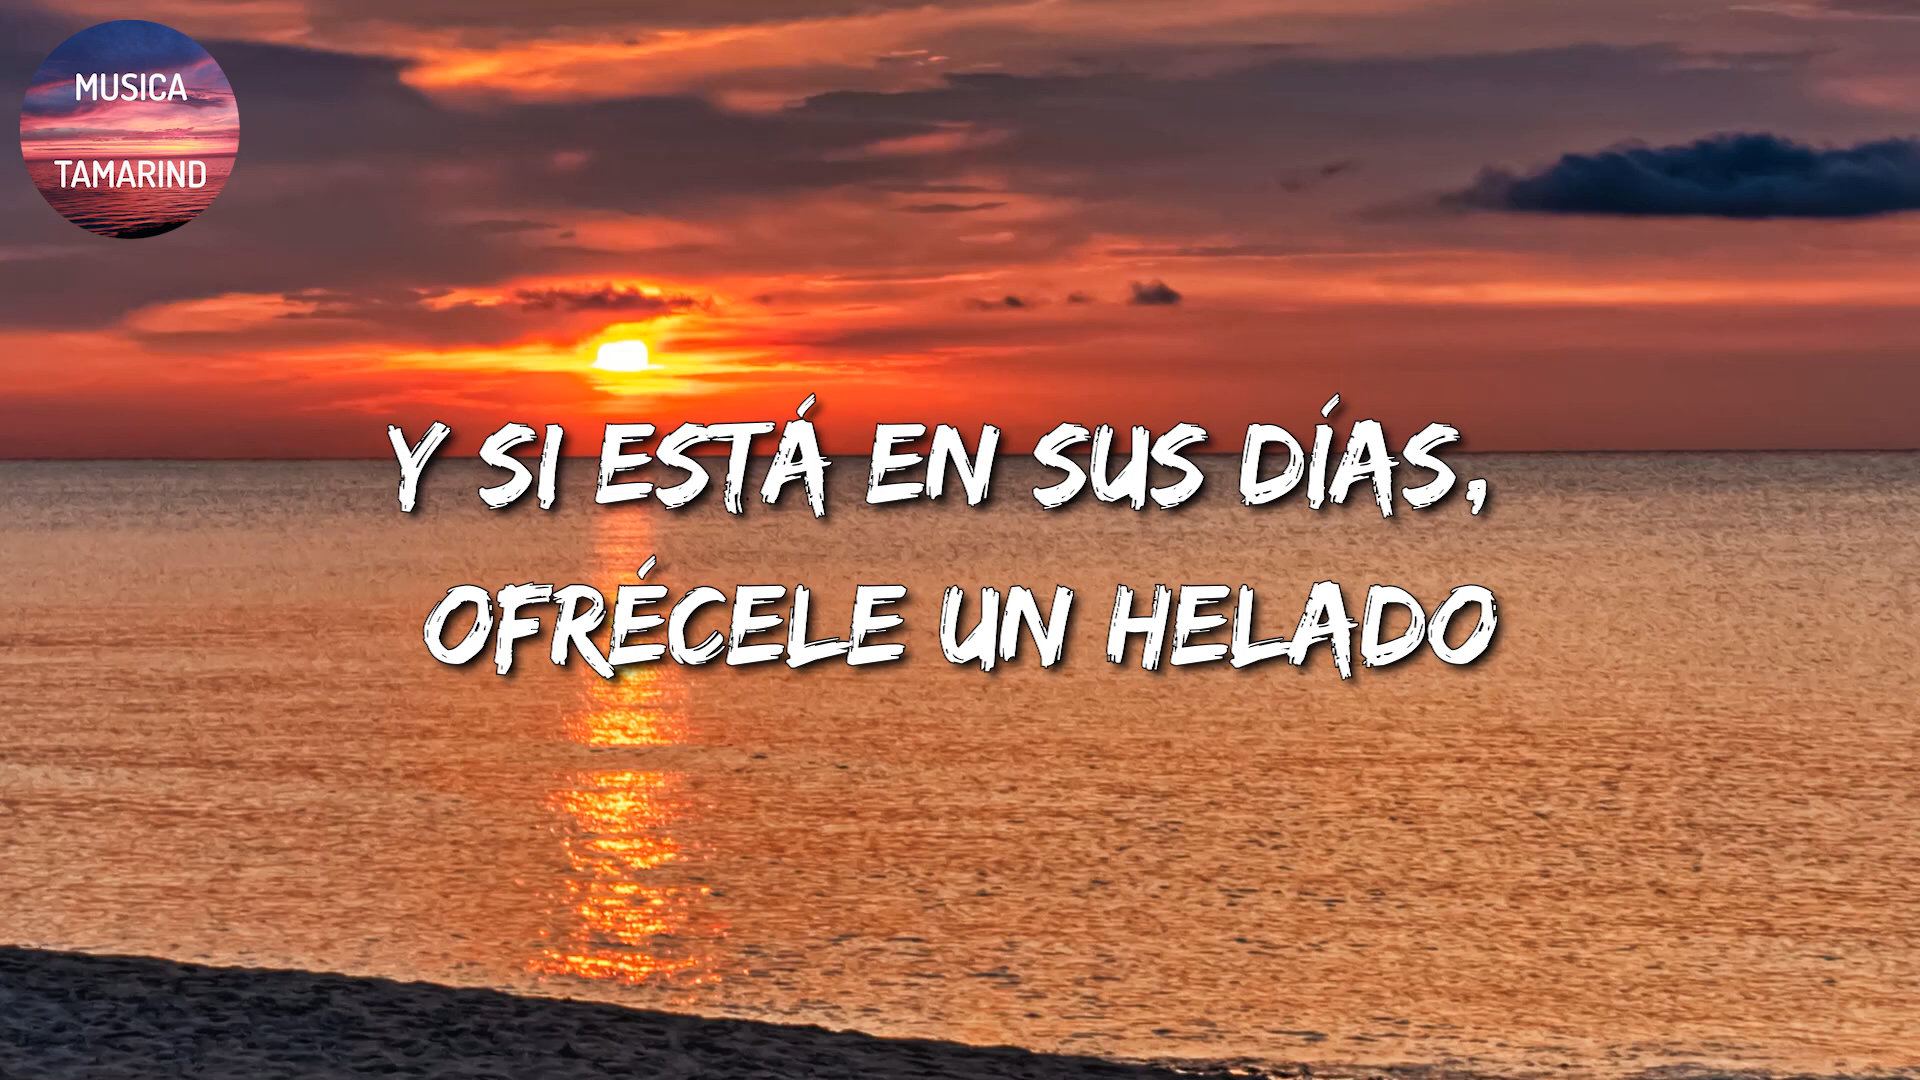 MUSICA
TAMARIND
Y SI ESTÁ EN SUS DÍAS,
OFRÉCELE UN HELADO